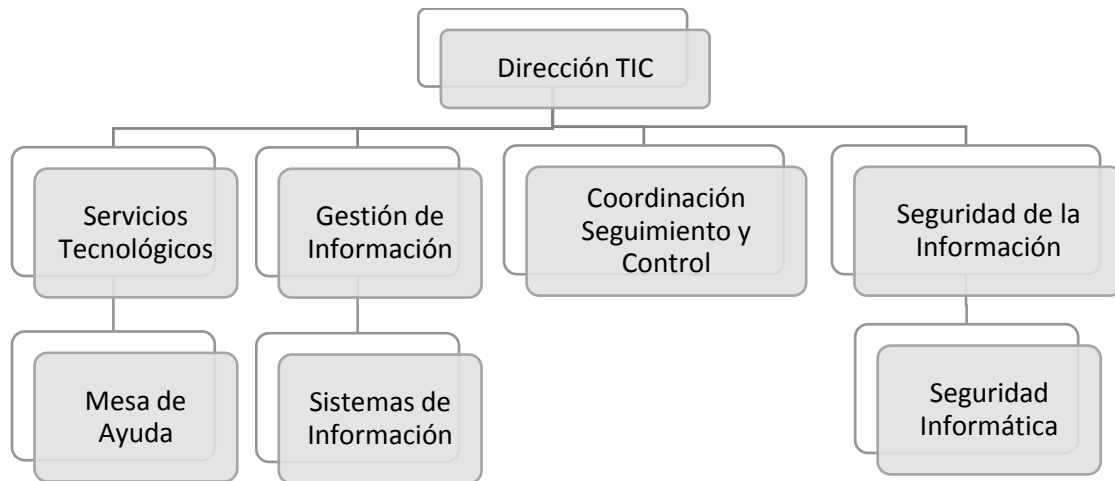 Dirección TIC
Servicios
Tecnológicos
Gestión de
Información
Coordinación
Seguimiento y
Control
Seguridad de la
Información
Mesa de
Ayuda
Sistemas de
Información
Seguridad
Informática